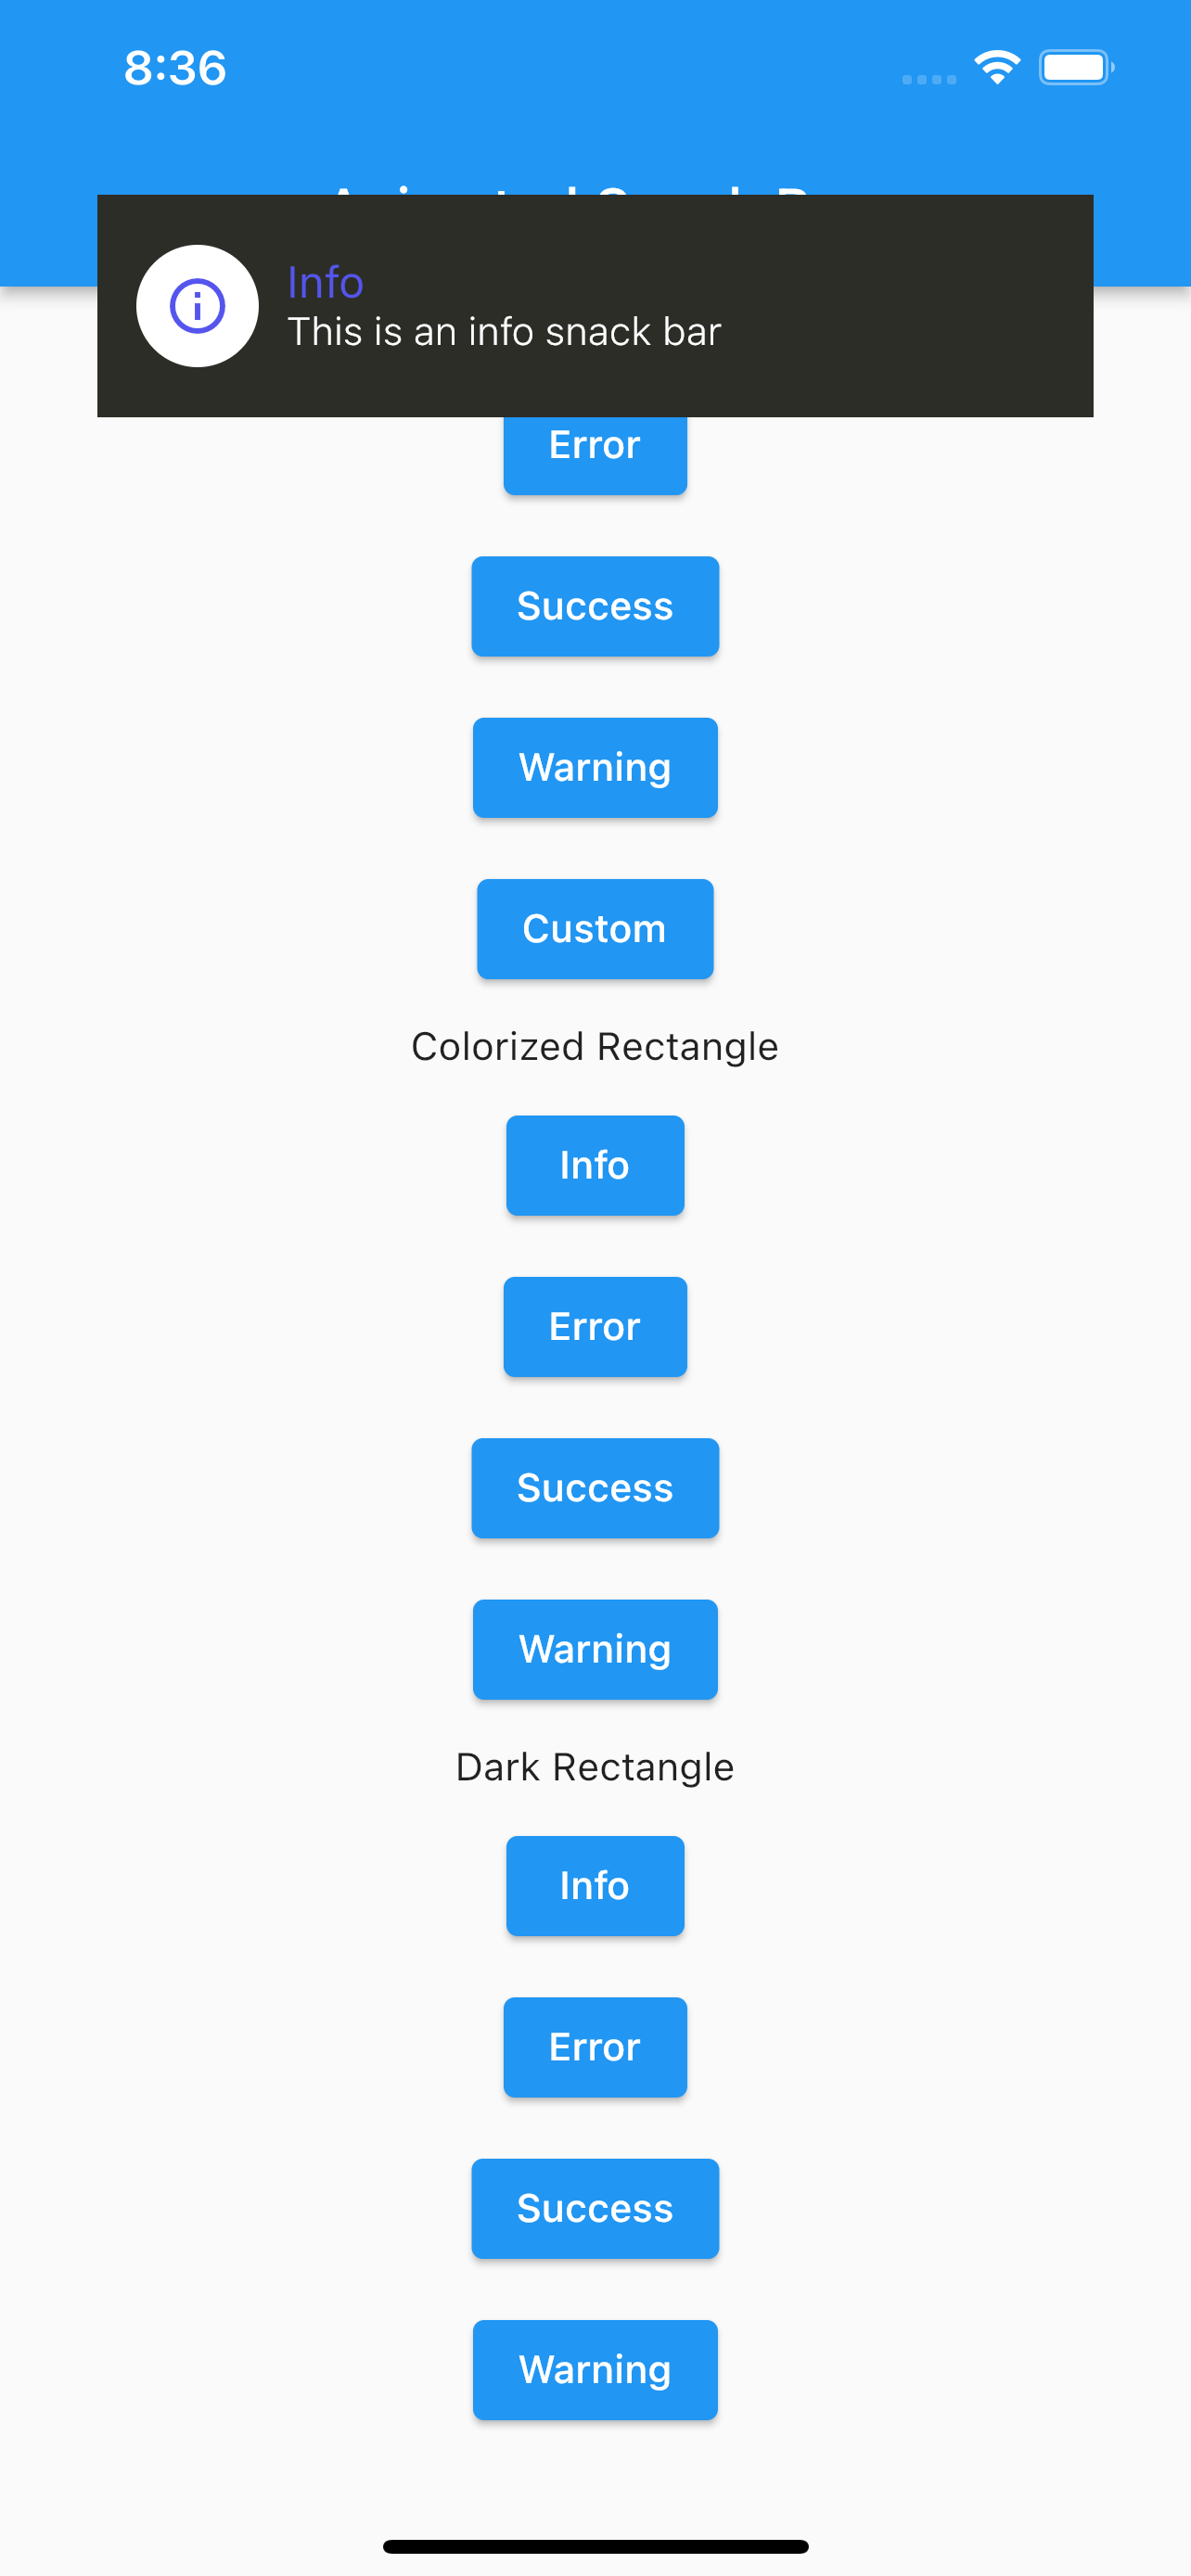 8:36
Info
This is an info snack bar
Error
Success
Warning
Custom
Colorized Rectangle
Info
Error
Success
Warning
Dark Rectangle
Info
Error
Success
Warning